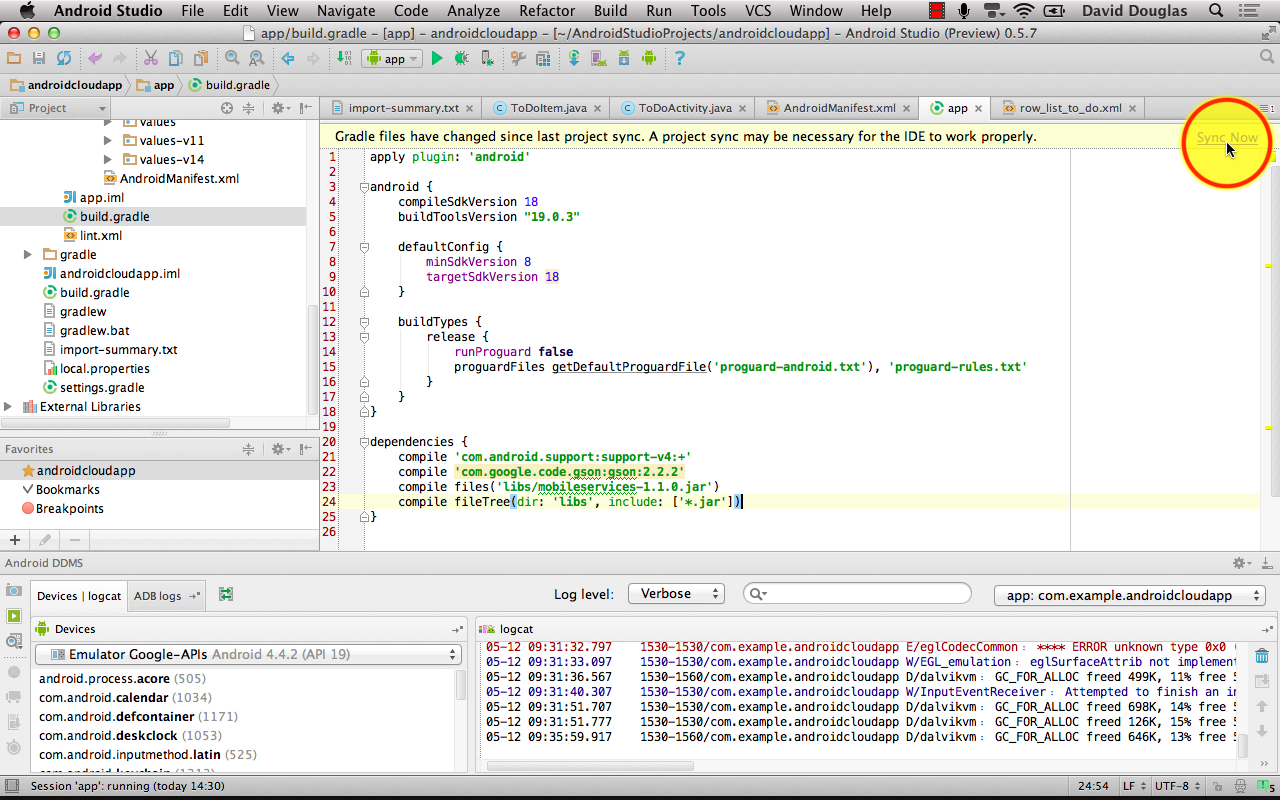 Android Studio File Edit View Navigate Code Analyze Refactor Build Run Tools VCS Window Help David Douglas
app/build.gradle - [app] - androidcloudapp - [~/AndroidStudioProjects/androidcloudapp] - Android Studio (Preview) 0.5.7
app
androidcloudapp app build.gradle
Project import-summary.txt ToDoItem.java ToDoActivity.java AndroidManifest.xml app row_list_to_do.xml
values
values-v11
values-v14
AndroidManifest.xml
app.iml
build.gradle
lint.xml
gradle
androidcloudapp.iml
build.gradle
gradlew
gradlew.bat
import-summary.txt
local.properties
settings.gradle
External Libraries
Favorites
androidcloudapp
Bookmarks
Breakpoints
Gradle files have changed since last project sync. A project sync may be necessary for the IDE to work properly. Sync Now
1 apply plugin: 'android'
2
3 android {
4 compileSdkVersion 18
5 buildToolsVersion "19.0.3"
6
7 defaultConfig {
8 minSdkVersion 8
9 targetSdkVersion 18
10 }
11
12 buildTypes {
13 release {
14 runProguard false
15 proguardFiles getDefaultProguardFile('proguard-android.txt'), 'proguard-rules.txt'
16 }
17 }
18 }
19
20 dependencies {
21 compile 'com.android.support:support-v4:+'
22 compile 'com.google.code.gson:gson:2.2.2'
23 compile files('libs/mobileservices-1.1.0.jar')
24 compile fileTree(dir: 'libs', include: ['*.jar'])
25 }
26
Android DDMS
Devices | logcat ADB logs Log level: Verbose app: com.example.androidcloudapp
Devices
Emulator Google-APIs Android 4.4.2 (API 19)
android.process.acore (505)
com.android.calendar (1034)
com.android.defcontainer (1171)
com.android.deskclock (1053)
com.android.inputmethod.latin (525)
logcat
05-12 09:31:32.797 1530-1530/com.example.androidcloudapp E/eglCodecCommon: **** ERROR unknown type 0x0
05-12 09:31:33.097 1530-1530/com.example.androidcloudapp W/EGL_emulation: eglSurfaceAttrib not implement
05-12 09:31:36.567 1530-1560/com.example.androidcloudapp D/dalvikvm: GC_FOR_ALLOC freed 499K, 11% free
05-12 09:31:40.307 1530-1530/com.example.androidcloudapp W/InputEventReceiver: Attempted to finish an in
05-12 09:31:51.707 1530-1530/com.example.androidcloudapp D/dalvikvm: GC_FOR_ALLOC freed 698K, 14% free
05-12 09:31:51.777 1530-1530/com.example.androidcloudapp D/dalvikvm: GC_FOR_ALLOC freed 126K, 15% free
05-12 09:35:59.917 1530-1560/com.example.androidcloudapp D/dalvikvm: GC_FOR_ALLOC freed 646K, 13% free
Session 'app': running (today 14:30) 24:54 LF UTF-8 5